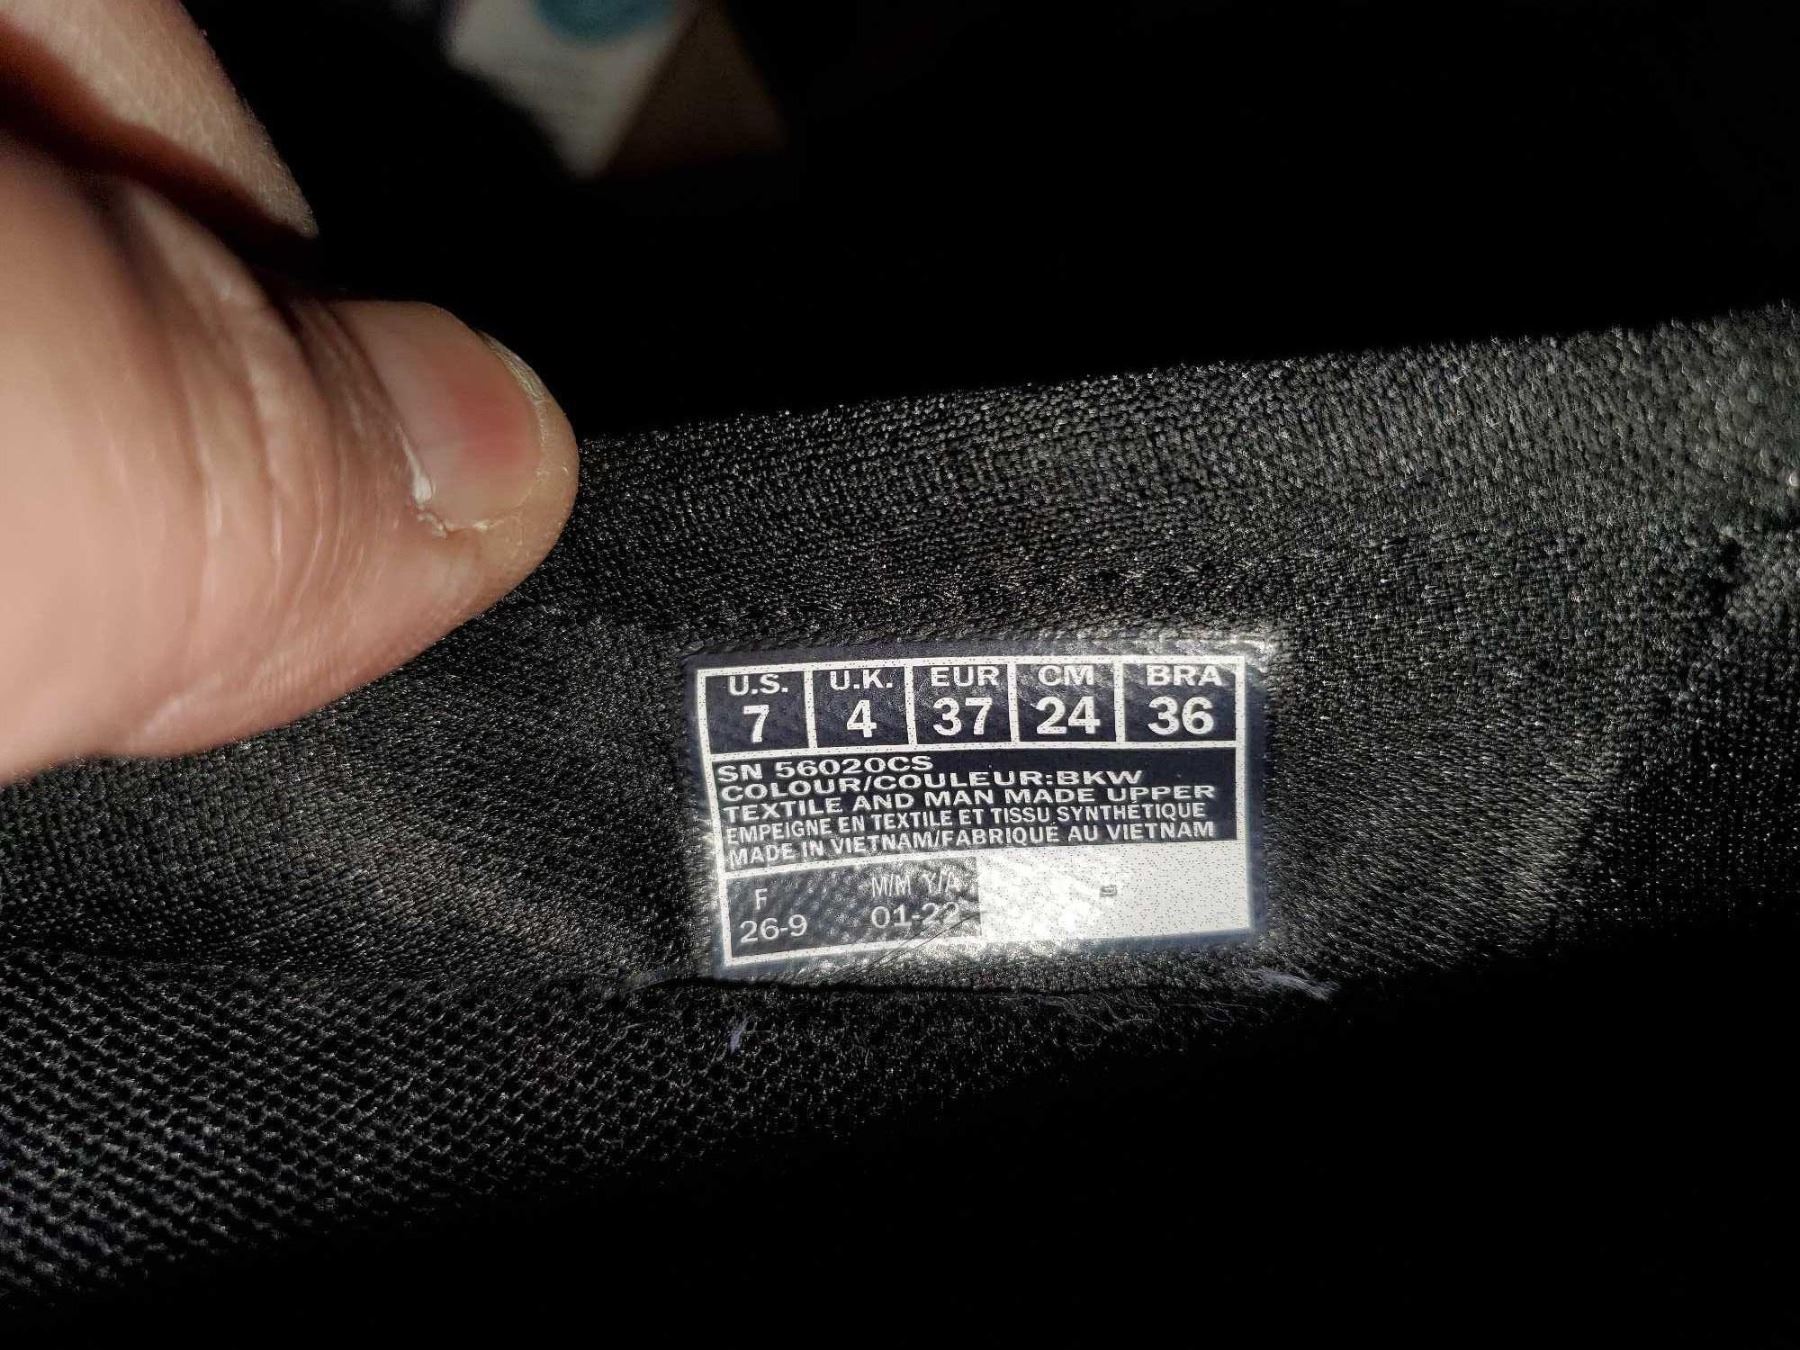 U.S. U.K. EUR CM BRA
7 4 37 24 36
SN 56020CS
COLOUR/COULEUR:BKW
TEXTILE AND MAN MADE UPPER
EMPEIGNE EN TEXTILE ET TISSU SYNTHÉTIQUE
MADE IN VIETNAM/FABRIQUE AU VIETNAM
F M/M Y/A
26-9 01-22